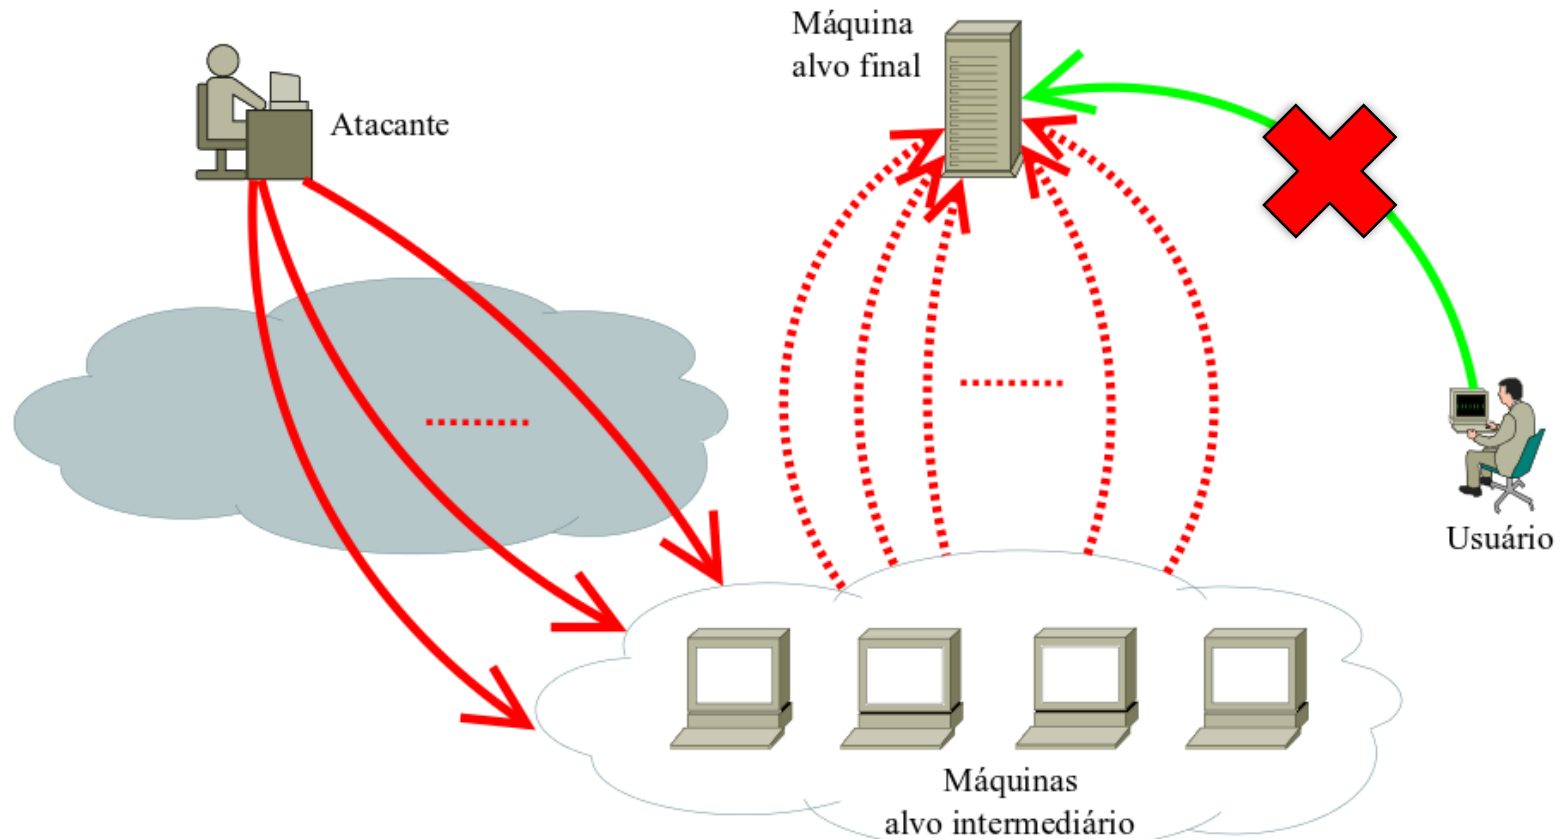 Máquina
alvo final
Atacante
Usuário
Máquinas
alvo intermediário